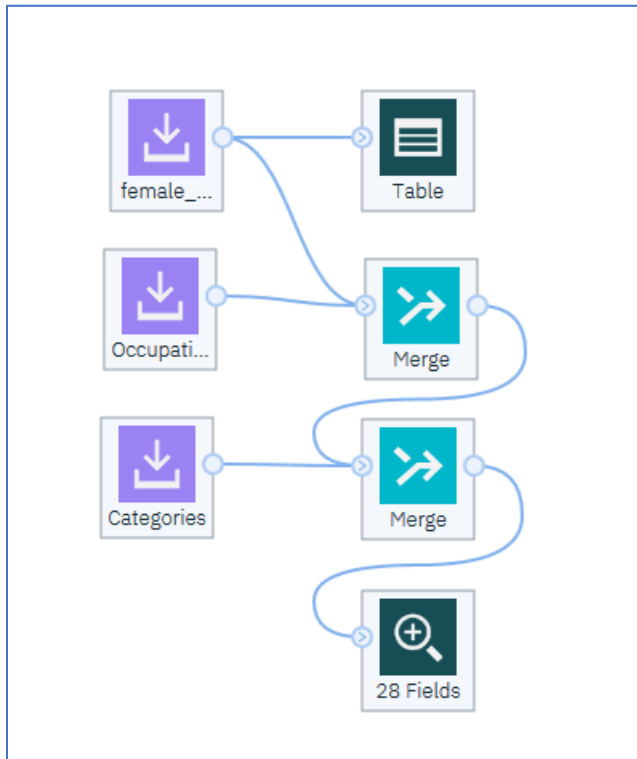 female_...
Table
Occupati...
Merge
Categories
Merge
28 Fields